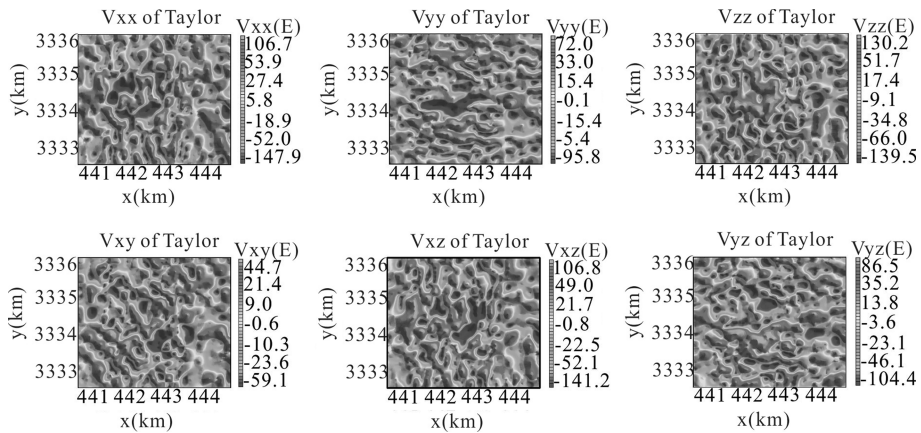 Vxx of Taylor
Vxx(E)
3336
3335
3334
3333
y(km)
106.7
53.9
27.4
5.8
-18.9
-52.0
-147.9
441 442 443 444
x(km)
Vyy of Taylor
Vyy(E)
3336
3335
3334
3333
y(km)
72.0
33.0
15.4
-0.1
-15.4
-5.4
-95.8
441 442 443 444
x(km)
Vzz of Taylor
Vzz(E)
3336
3335
3334
3333
y(km)
130.2
51.7
17.4
-9.1
-34.8
-66.0
-139.5
441 442 443 444
x(km)
Vxy of Taylor
Vxy(E)
3336
3335
3334
3333
y(km)
44.7
21.4
9.0
-0.6
-10.3
-23.6
-59.1
441 442 443 444
x(km)
Vxz of Taylor
Vxz(E)
3336
3335
3334
3333
y(km)
106.8
49.0
21.7
-0.8
-22.5
-52.1
-141.2
441 442 443 444
x(km)
Vyz of Taylor
Vyz(E)
3336
3335
3334
3333
y(km)
86.5
35.2
13.8
-3.6
-23.1
-46.1
-104.4
441 442 443 444
x(km)